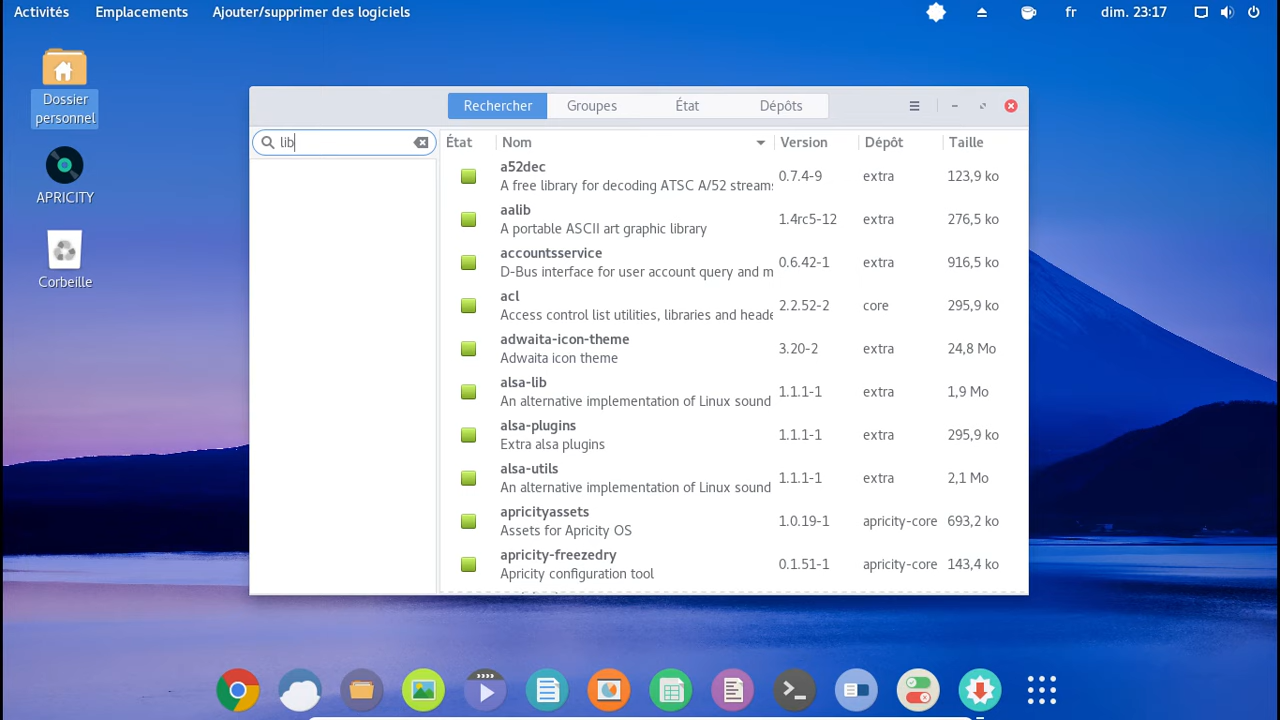 Activités Emplacements Ajouter/supprimer des logiciels fr dim. 23:17
Dossier
personnel
APRICITY
Corbeille
Rechercher Groupes État Dépôts
lib
État Nom Version Dépôt Taille
a52dec
A free library for decoding ATSC A/52 streams 0.7.4-9 extra 123,9 ko
aalib
A portable ASCII art graphic library 1.4rc5-12 extra 276,5 ko
accountsservice
D-Bus interface for user account query and m 0.6.42-1 extra 916,5 ko
acl
Access control list utilities, libraries and heade 2.2.52-2 core 295,9 ko
adwaita-icon-theme
Adwaita icon theme 3.20-2 extra 24,8 Mo
alsa-lib
An alternative implementation of Linux sound 1.1.1-1 extra 1,9 Mo
alsa-plugins
Extra alsa plugins 1.1.1-1 extra 295,9 ko
alsa-utils
An alternative implementation of Linux sound 1.1.1-1 extra 2,1 Mo
apricityassets
Assets for Apricity OS 1.0.19-1 apricity-core 693,2 ko
apricity-freezedry
Apricity configuration tool 0.1.51-1 apricity-core 143,4 ko